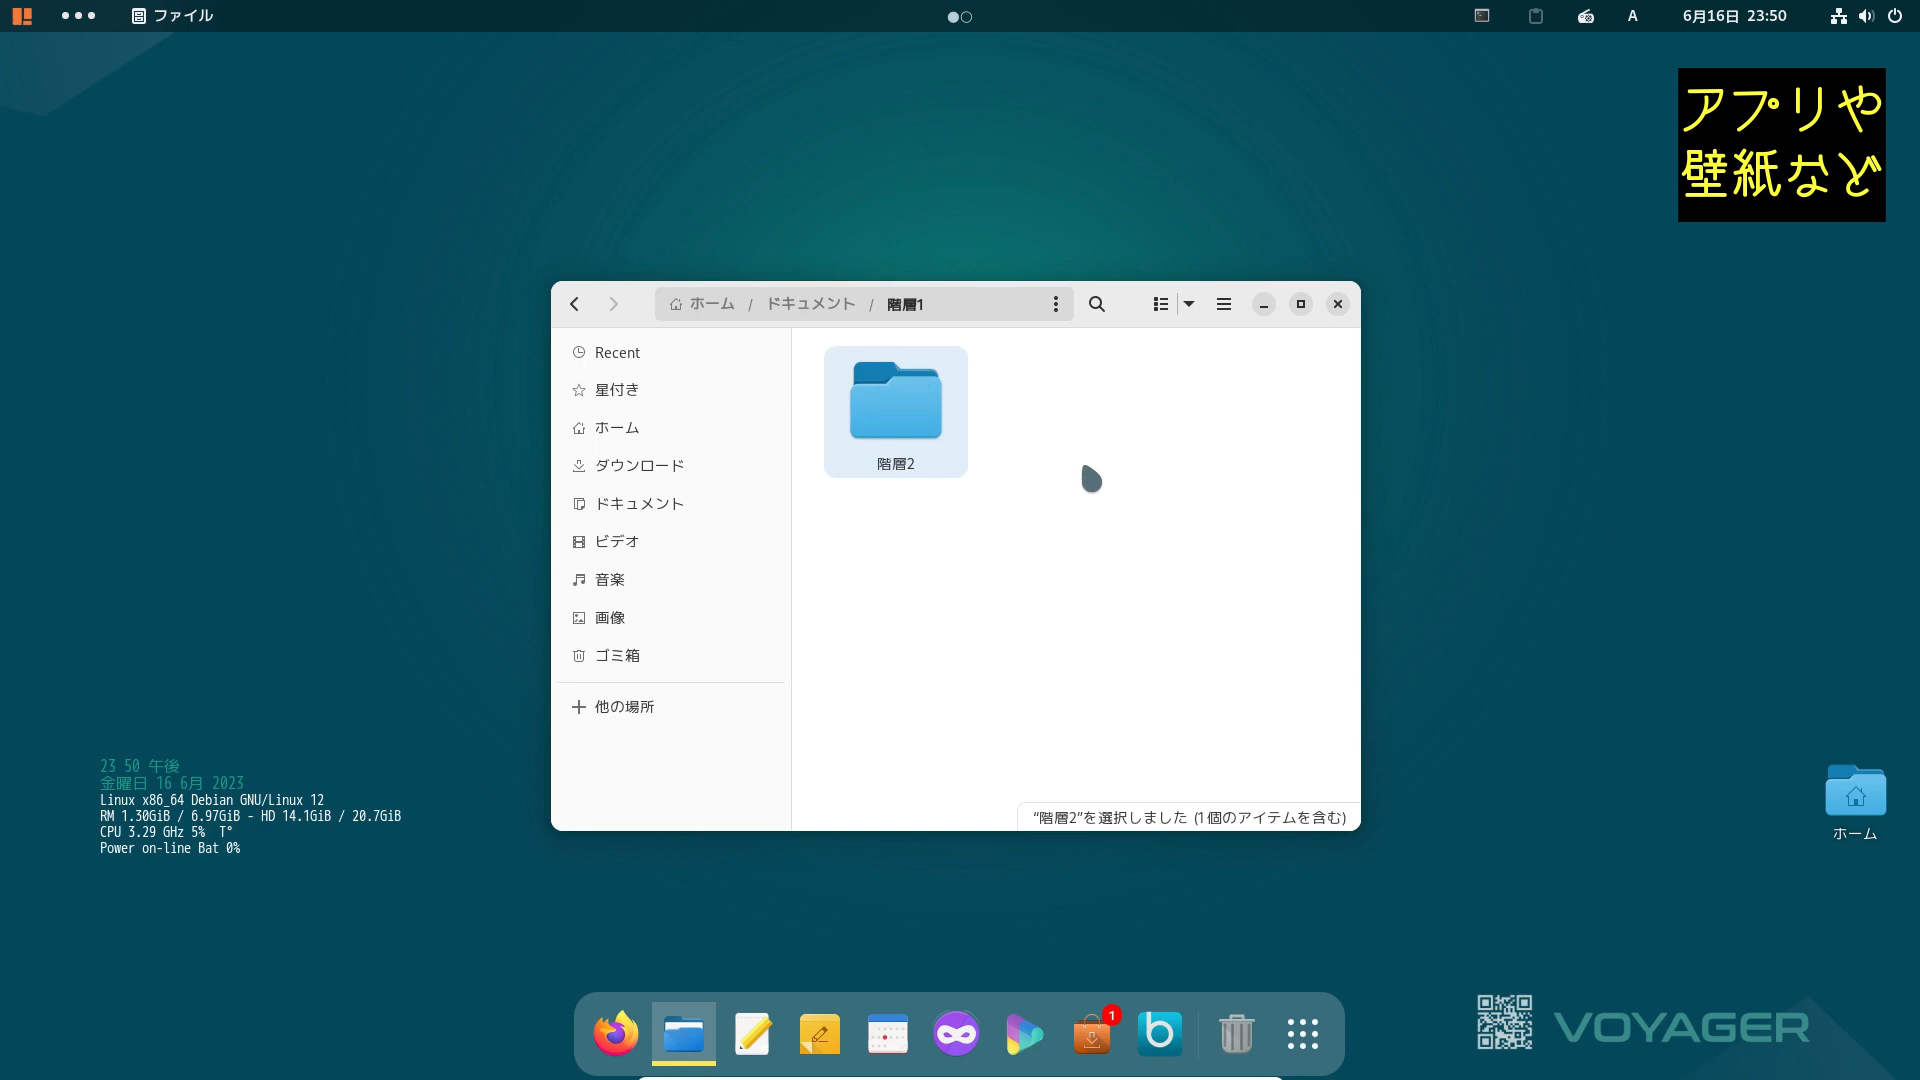 ファイル
A
6月16日 23:50
アプリや
壁紙など
ホーム / ドキュメント / 階層1
Recent
星付き
ホーム
ダウンロード
ドキュメント
ビデオ
音楽
画像
ゴミ箱
他の場所
階層2
“階層2”を選択しました (1個のアイテムを含む)
23 50 午後
金曜日 16 6月 2023
Linux x86_64 Debian GNU/Linux 12
RM 1.30GiB / 6.97GiB - HD 14.1GiB / 20.7GiB
CPU 3.29 GHz 5% T°
Power on-line Bat 0%
ホーム
1
b
VOYAGER